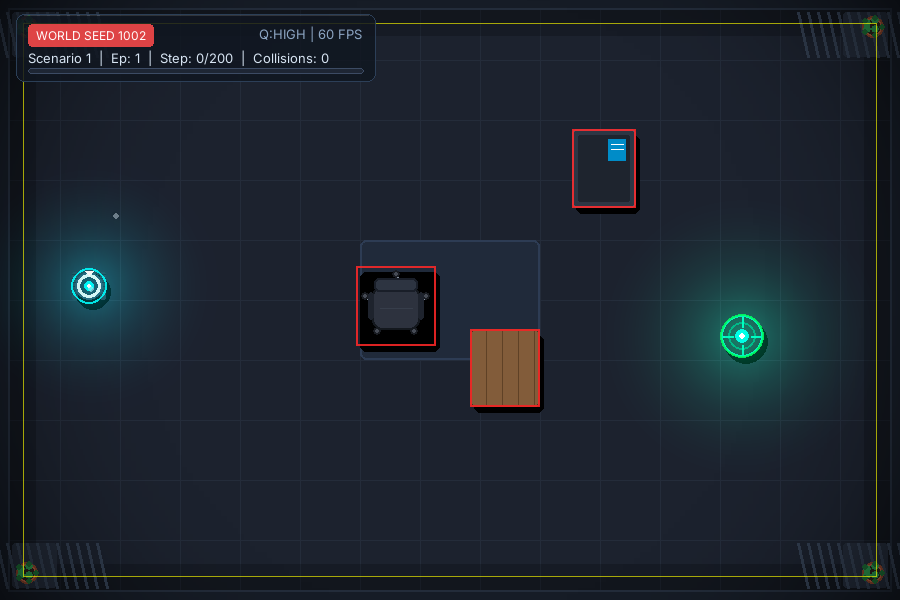 WORLD SEED 1002
Q:HIGH | 60 FPS
Scenario 1 | Ep: 1 | Step: 0/200 | Collisions: 0